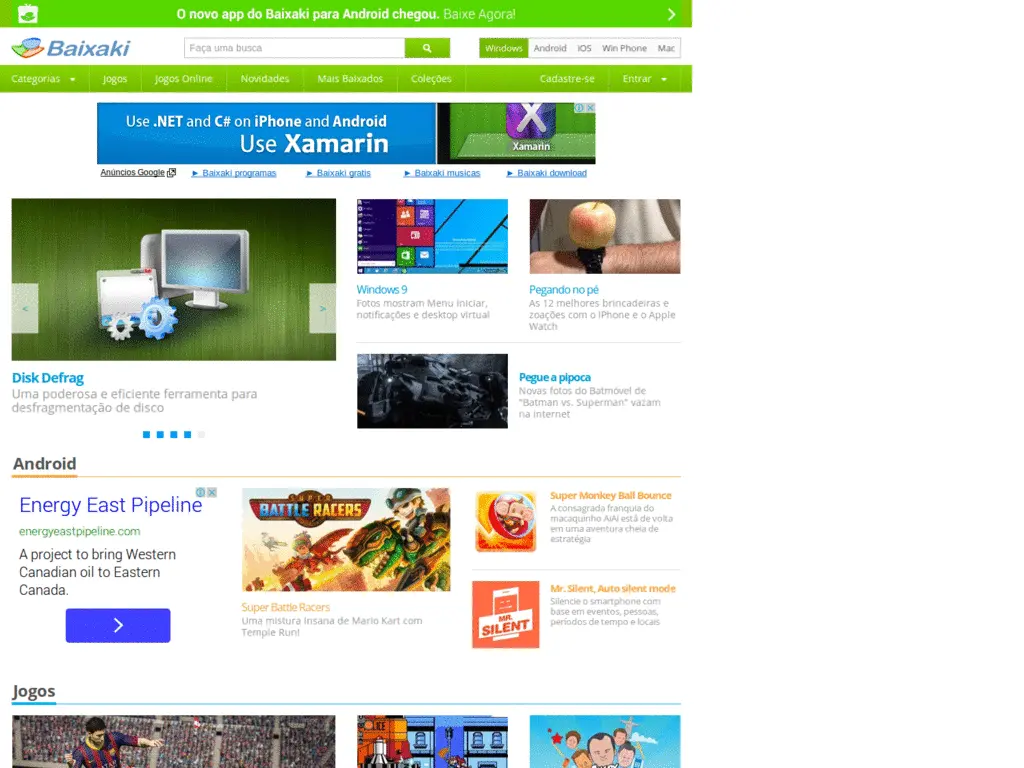 O novo app do Baixaki para Android chegou. Baixe Agora!
Baixaki
Faça uma busca
Windows Android iOS Win Phone Mac
Categorias Jogos Jogos Online Novidades Mais Baixados Coleções Cadastre-se Entrar
Use .NET and C# on iPhone and Android
Use Xamarin
Xamarin
Anúncios Google ► Baixaki programas ► Baixaki gratis ► Baixaki musicas ► Baixaki download
< >
Disk Defrag
Uma poderosa e eficiente ferramenta para
desfragmentação de disco
Windows 9
Fotos mostram Menu Iniciar,
notificações e desktop virtual
Pegando no pé
As 12 melhores brincadeiras e
zoações com o iPhone e o Apple
Watch
Pegue a pipoca
Novas fotos do Batmóvel de
"Batman vs. Superman" vazam
na internet
Android
Energy East Pipeline
energyeastpipeline.com
A project to bring Western
Canadian oil to Eastern
Canada.
SUPER
BATTLE RACERS
Super Battle Racers
Uma mistura insana de Mario Kart com
Temple Run!
Super Monkey Ball Bounce
A consagrada franquia do
macaquinho AiAi está de volta
em uma aventura cheia de
estratégia
MR.
SILENT
Mr. Silent, Auto silent mode
Silencie o smartphone com
base em eventos, pessoas,
períodos de tempo e locais
Jogos